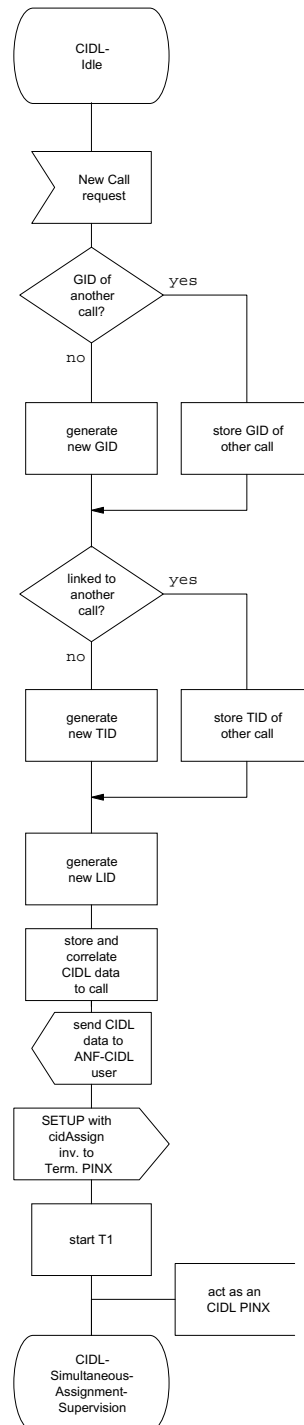 CIDL-
Idle
New Call
request
GID of
another
call?
yes
no
generate
new GID
store GID of
other call
linked to
another
call?
yes
no
generate
new TID
store TID of
other call
generate
new LID
store and
correlate
CIDL data
to call
send CIDL
data to
ANF-CIDL
user
SETUP with
cidAssign
inv. to
Term. PINX
start T1
act as an
CIDL PINX
CIDL-
Simultaneous-
Assignment-
Supervision